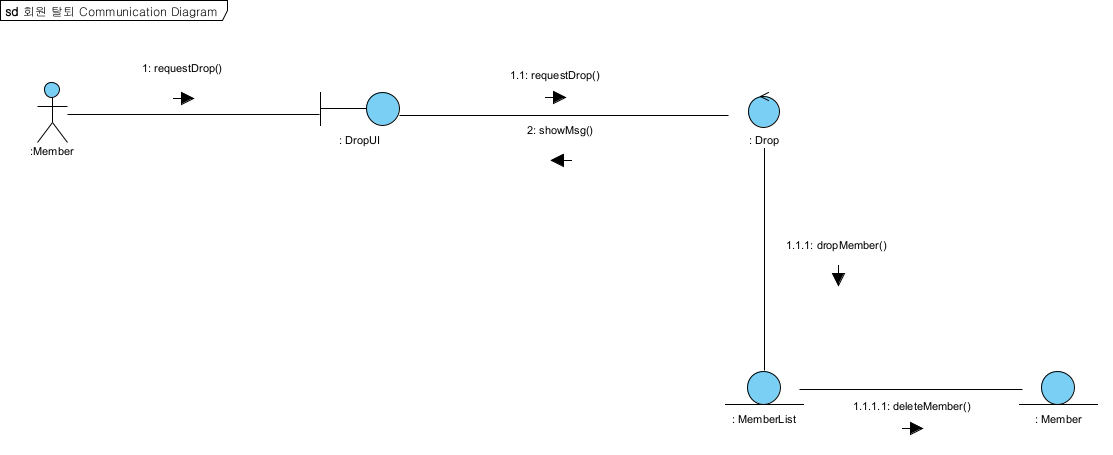 sd 회원 탈퇴 Communication Diagram
1: requestDrop()
1.1: requestDrop()
2: showMsg()
:Member
: DropUI
: Drop
1.1.1: dropMember()
1.1.1.1: deleteMember()
: MemberList
: Member